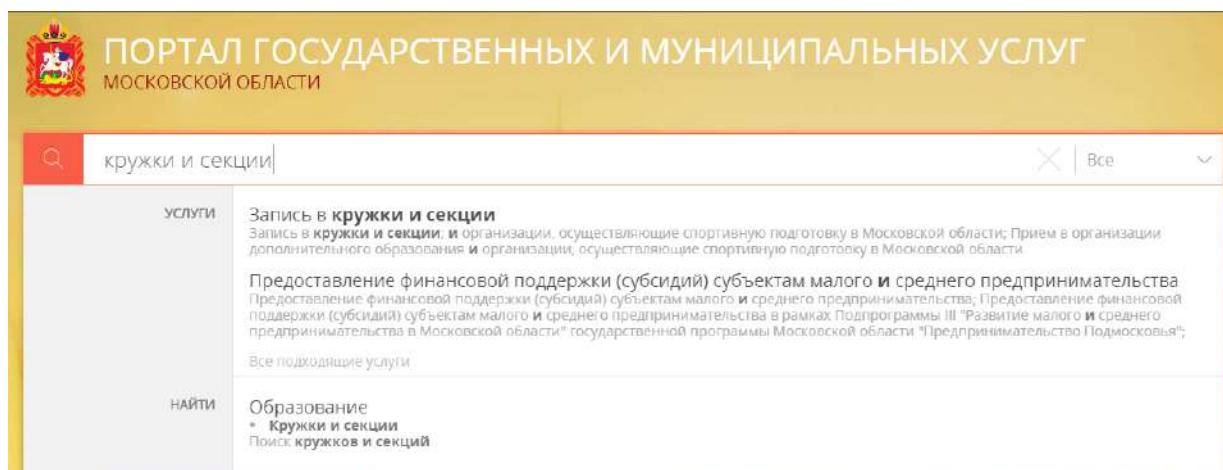 ПОРТАЛ ГОСУДАРСТВЕННЫХ И МУНИЦИПАЛЬНЫХ УСЛУГ
МОСКОВСКОЙ ОБЛАСТИ
кружки и секции
Все
УСЛУГИ
Запись в кружки и секции
Запись в кружки и секции; и организации, осуществляющие спортивную подготовку в Московской области; Прием в организации
дополнительного образования и организации, осуществляющие спортивную подготовку в Московской области
Предоставление финансовой поддержки (субсидий) субъектам малого и среднего предпринимательства
Предоставление финансовой поддержки (субсидий) субъектам малого и среднего предпринимательства; Предоставление финансовой
поддержки (субсидий) субъектам малого и среднего предпринимательства в рамках Подпрограммы III "Развитие малого и среднего
предпринимательства в Московской области" государственной программы Московской области "Предпринимательство Подмосковья";
Все подходящие услуги
НАЙТИ
Образование
• Кружки и секции
Поиск кружков и секций